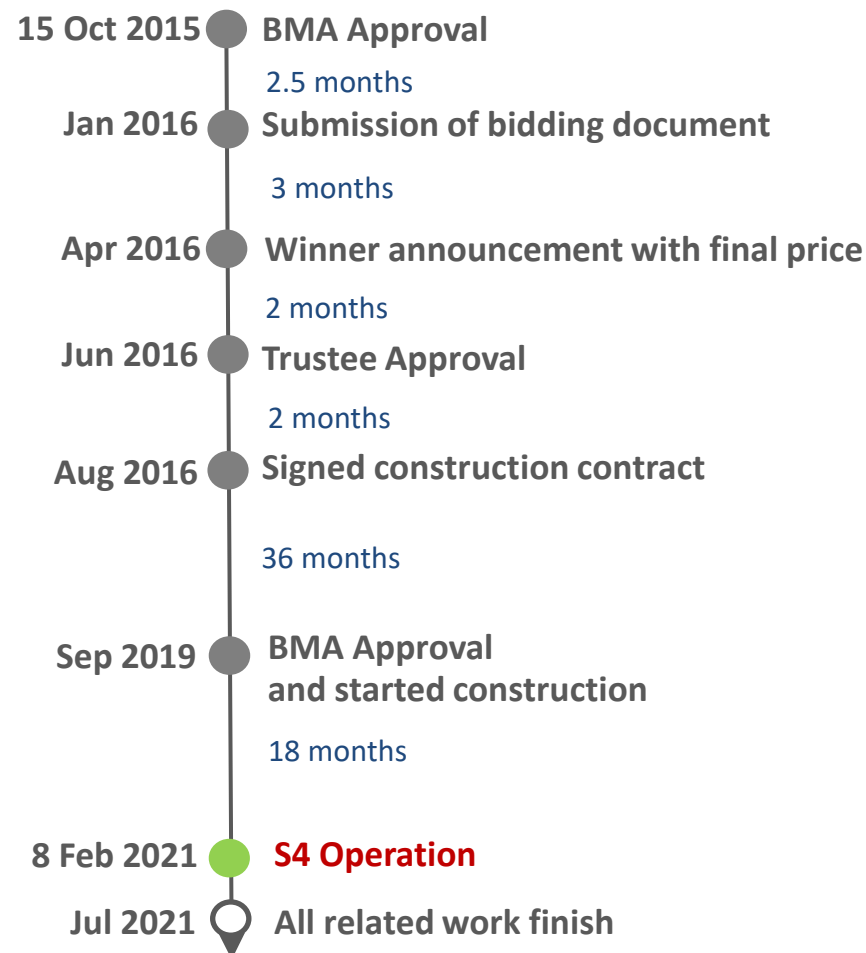 15 Oct 2015 BMA Approval
2.5 months
Jan 2016 Submission of bidding document
3 months
Apr 2016 Winner announcement with final price
2 months
Jun 2016 Trustee Approval
2 months
Aug 2016 Signed construction contract
36 months
Sep 2019 BMA Approval
and started construction
18 months
8 Feb 2021 S4 Operation
Jul 2021 All related work finish